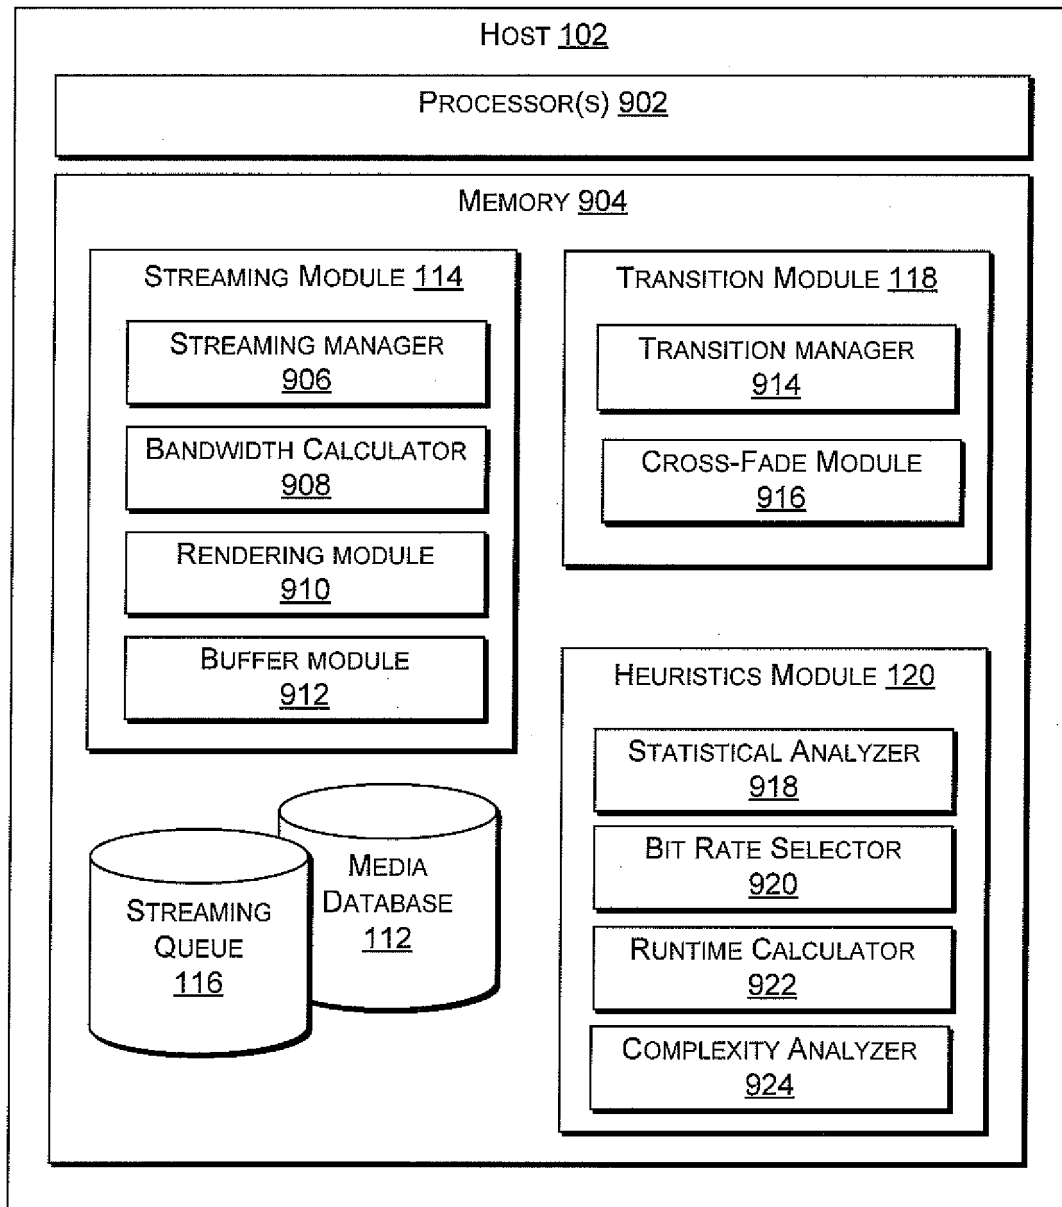 HOST 102
PROCESSOR(S) 902
MEMORY 904
STREAMING MODULE 114
STREAMING MANAGER
906
BANDWIDTH CALCULATOR
908
RENDERING MODULE
910
BUFFER MODULE
912
TRANSITION MODULE 118
TRANSITION MANAGER
914
CROSS-FADE MODULE
916
HEURISTICS MODULE 120
STATISTICAL ANALYZER
918
BIT RATE SELECTOR
920
RUNTIME CALCULATOR
922
COMPLEXITY ANALYZER
924
STREAMING
QUEUE
116
MEDIA
DATABASE
112